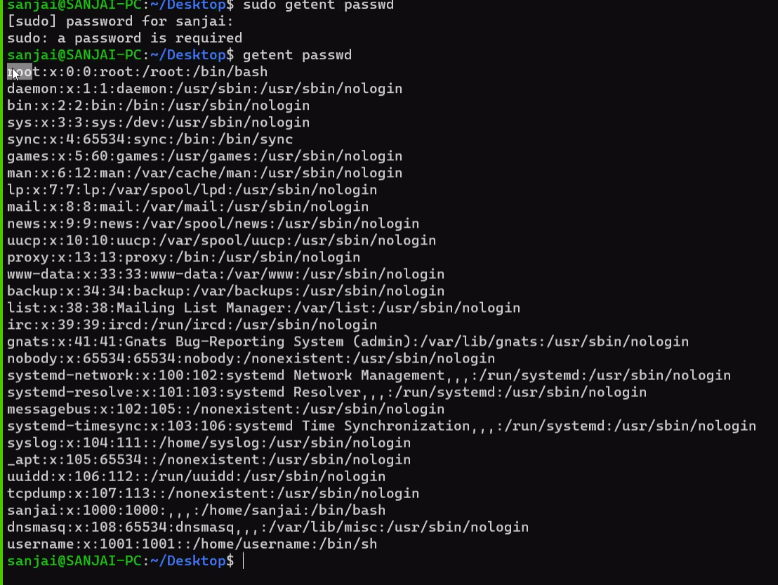 sanjai@SANJAI-PC:~/Desktop$ sudo getent passwd
[sudo] password for sanjai:
sudo: a password is required
sanjai@SANJAI-PC:~/Desktop$ getent passwd
root:x:0:0:root:/root:/bin/bash
daemon:x:1:1:daemon:/usr/sbin:/usr/sbin/nologin
bin:x:2:2:bin:/bin:/usr/sbin/nologin
sys:x:3:3:sys:/dev:/usr/sbin/nologin
sync:x:4:65534:sync:/bin:/bin/sync
games:x:5:60:games:/usr/games:/usr/sbin/nologin
man:x:6:12:man:/var/cache/man:/usr/sbin/nologin
lp:x:7:7:lp:/var/spool/lpd:/usr/sbin/nologin
mail:x:8:8:mail:/var/mail:/usr/sbin/nologin
news:x:9:9:news:/var/spool/news:/usr/sbin/nologin
uucp:x:10:10:uucp:/var/spool/uucp:/usr/sbin/nologin
proxy:x:13:13:proxy:/bin:/usr/sbin/nologin
www-data:x:33:33:www-data:/var/www:/usr/sbin/nologin
backup:x:34:34:backup:/var/backups:/usr/sbin/nologin
list:x:38:38:Mailing List Manager:/var/list:/usr/sbin/nologin
irc:x:39:39:ircd:/run/ircd:/usr/sbin/nologin
gnats:x:41:41:Gnats Bug-Reporting System (admin):/var/lib/gnats:/usr/sbin/nologin
nobody:x:65534:65534:nobody:/nonexistent:/usr/sbin/nologin
systemd-network:x:100:102:systemd Network Management,,,:/run/systemd:/usr/sbin/nologin
systemd-resolve:x:101:103:systemd Resolver,,,:/run/systemd:/usr/sbin/nologin
messagebus:x:102:105::/nonexistent:/usr/sbin/nologin
systemd-timesync:x:103:106:systemd Time Synchronization,,,:/run/systemd:/usr/sbin/nologin
syslog:x:104:111::/home/syslog:/usr/sbin/nologin
_apt:x:105:65534::/nonexistent:/usr/sbin/nologin
uuidd:x:106:112::/run/uuidd:/usr/sbin/nologin
tcpdump:x:107:113::/nonexistent:/usr/sbin/nologin
sanjai:x:1000:1000:,,,:/home/sanjai:/bin/bash
dnsmasq:x:108:65534:dnsmasq,,,:/var/lib/misc:/usr/sbin/nologin
username:x:1001:1001::/home/username:/bin/sh
sanjai@SANJAI-PC:~/Desktop$